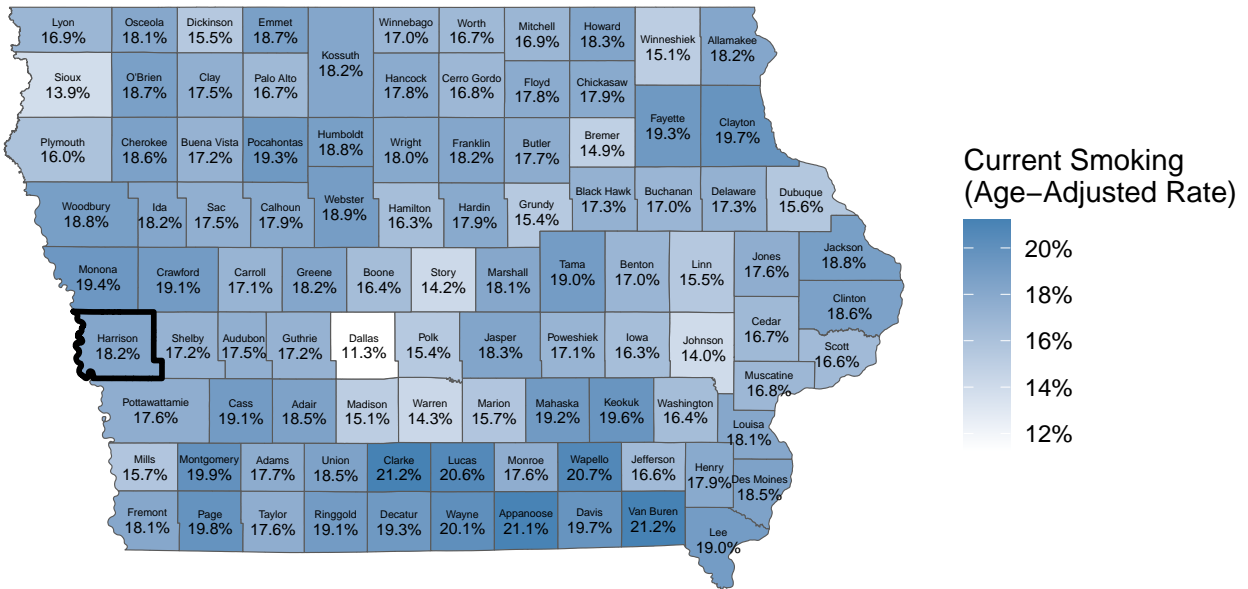 Lyon
16.9%
Osceola
18.1%
Dickinson
15.5%
Emmet
18.7%
Kossuth
18.2%
Winnebago
17.0%
Worth
16.7%
Mitchell
16.9%
Howard
18.3%
Winneshiek
15.1%
Allamakee
18.2%
Sioux
13.9%
O'Brien
18.7%
Clay
17.5%
Palo Alto
16.7%
Hancock
17.8%
Cerro Gordo
16.8%
Floyd
17.8%
Chickasaw
17.9%
Fayette
19.3%
Clayton
19.7%
Plymouth
16.0%
Cherokee
18.6%
Buena Vista
17.2%
Pocahontas
19.3%
Humboldt
18.8%
Wright
18.0%
Franklin
18.2%
Butler
17.7%
Bremer
14.9%
Woodbury
18.8%
Ida
18.2%
Sac
17.5%
Calhoun
17.9%
Webster
18.9%
Hamilton
16.3%
Hardin
17.9%
Grundy
15.4%
Black Hawk
17.3%
Buchanan
17.0%
Delaware
17.3%
Dubuque
15.6%
Monona
19.4%
Crawford
19.1%
Carroll
17.1%
Greene
18.2%
Boone
16.4%
Story
14.2%
Marshall
18.1%
Tama
19.0%
Benton
17.0%
Linn
15.5%
Jones
17.6%
Jackson
18.8%
Clinton
18.6%
Harrison
18.2%
Shelby
17.2%
Audubon
17.5%
Guthrie
17.2%
Dallas
11.3%
Polk
15.4%
Jasper
18.3%
Poweshiek
17.1%
Iowa
16.3%
Johnson
14.0%
Cedar
16.7%
Scott
16.6%
Muscatine
16.8%
Pottawattamie
17.6%
Cass
19.1%
Adair
18.5%
Madison
15.1%
Warren
14.3%
Marion
15.7%
Mahaska
19.2%
Keokuk
19.6%
Washington
16.4%
Louisa
18.1%
Mills
15.7%
Montgomery
19.9%
Adams
17.7%
Union
18.5%
Clarke
21.2%
Lucas
20.6%
Monroe
17.6%
Wapello
20.7%
Jefferson
16.6%
Henry
17.9%
Des Moines
18.5%
Fremont
18.1%
Page
19.8%
Taylor
17.6%
Ringgold
19.1%
Decatur
19.3%
Wayne
20.1%
Appanoose
21.1%
Davis
19.7%
Van Buren
21.2%
Lee
19.0%
Current Smoking
(Age−Adjusted Rate)
20%
18%
16%
14%
12%